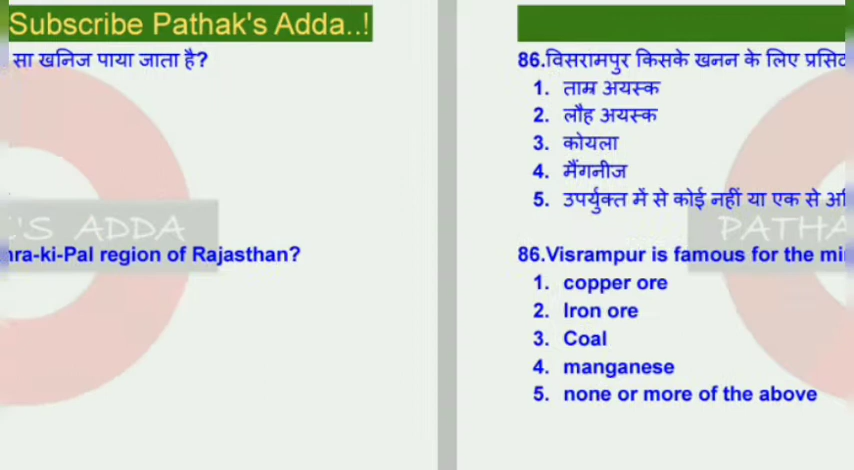 Subscribe Pathak's Adda..!
सा खनिज पाया जाता है?
K'S ADDA
ra-ki-Pal region of Rajasthan?
86.विसरामपुर किसके खनन के लिए
1. ताम्र अयस्क
2. लौह अयस्क
3. कोयला
4. मैंगनीज
5. उपर्युक्त में से कोई नहीं या एक से
PATHA
86.Visrampur is famous for the
1. copper ore
2. Iron ore
3. Coal
4. manganese
5. none or more of the above